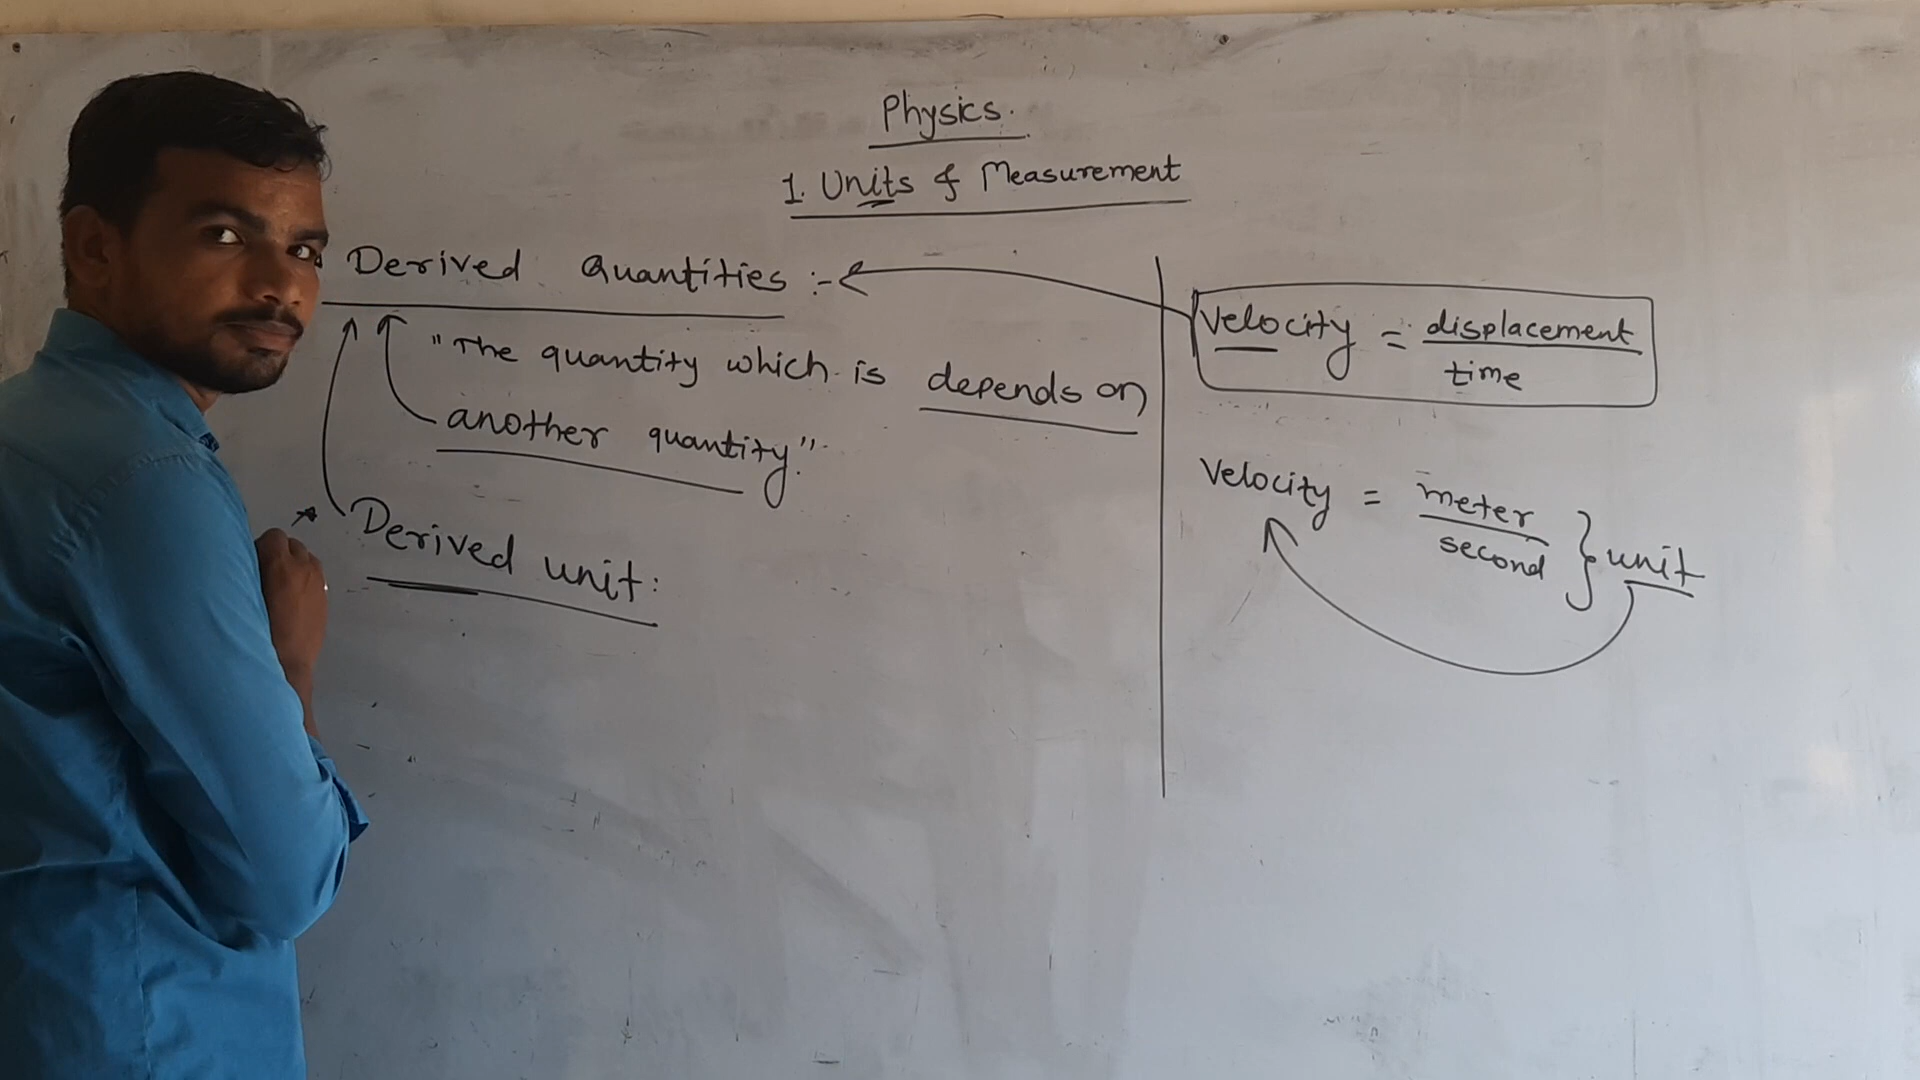 Physics.
1. Units & Measurement
Derived Quantities :-
"The quantity which is depends on
another quantity."
Derived unit:
Velocity = displacement
time
Velocity = meter
second } unit